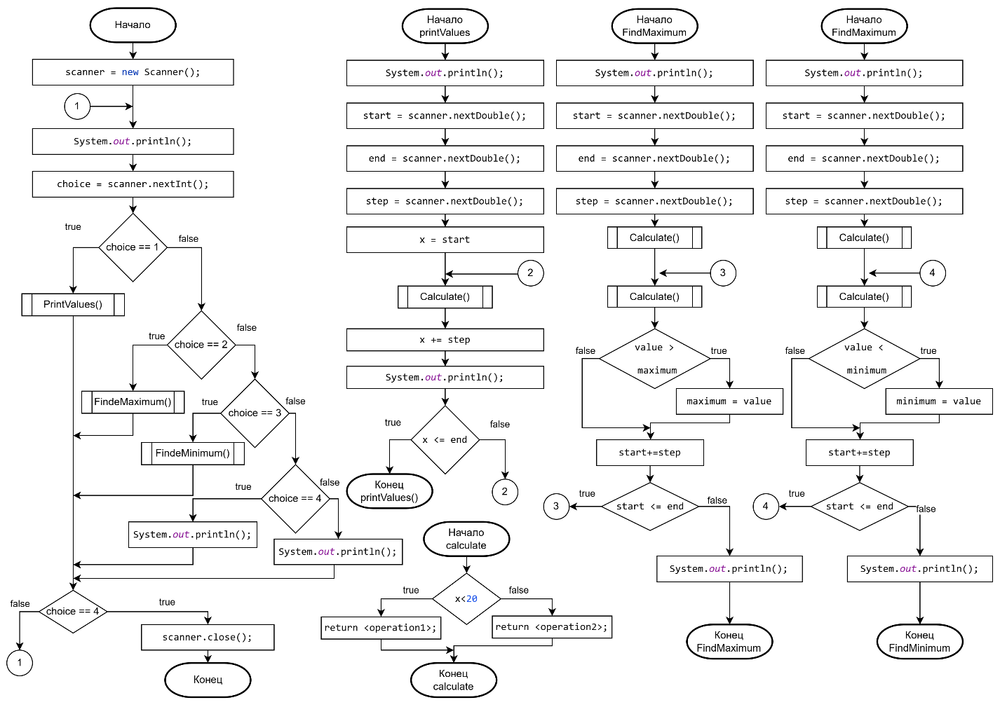 Начало
scanner = new Scanner();
1
System.out.println();
choice = scanner.nextInt();
true
choice == 1
false
PrintValues()
true
choice == 2
false
FindeMaximum()
true
choice == 3
false
FindeMinimum()
true
choice == 4
false
System.out.println();
System.out.println();
false
choice == 4
true
scanner.close();
1
Конец
Начало
printValues
System.out.println();
start = scanner.nextDouble();
end = scanner.nextDouble();
step = scanner.nextDouble();
x = start
2
Calculate()
x += step
System.out.println();
true
x <= end
false
Конец
printValues()
2
Начало
calculate
true
x<20
false
return <operation1>;
return <operation2>;
Конец
calculate
Начало
FindMaximum
System.out.println();
start = scanner.nextDouble();
end = scanner.nextDouble();
step = scanner.nextDouble();
Calculate()
3
Calculate()
false
value >
maximum
true
maximum = value
start+=step
true
3
start <= end
false
System.out.println();
Конец
FindMaximum
Начало
FindMaximum
System.out.println();
start = scanner.nextDouble();
end = scanner.nextDouble();
step = scanner.nextDouble();
Calculate()
4
Calculate()
false
value <
minimum
true
minimum = value
start+=step
true
4
start <= end
false
System.out.println();
Конец
FindMinimum